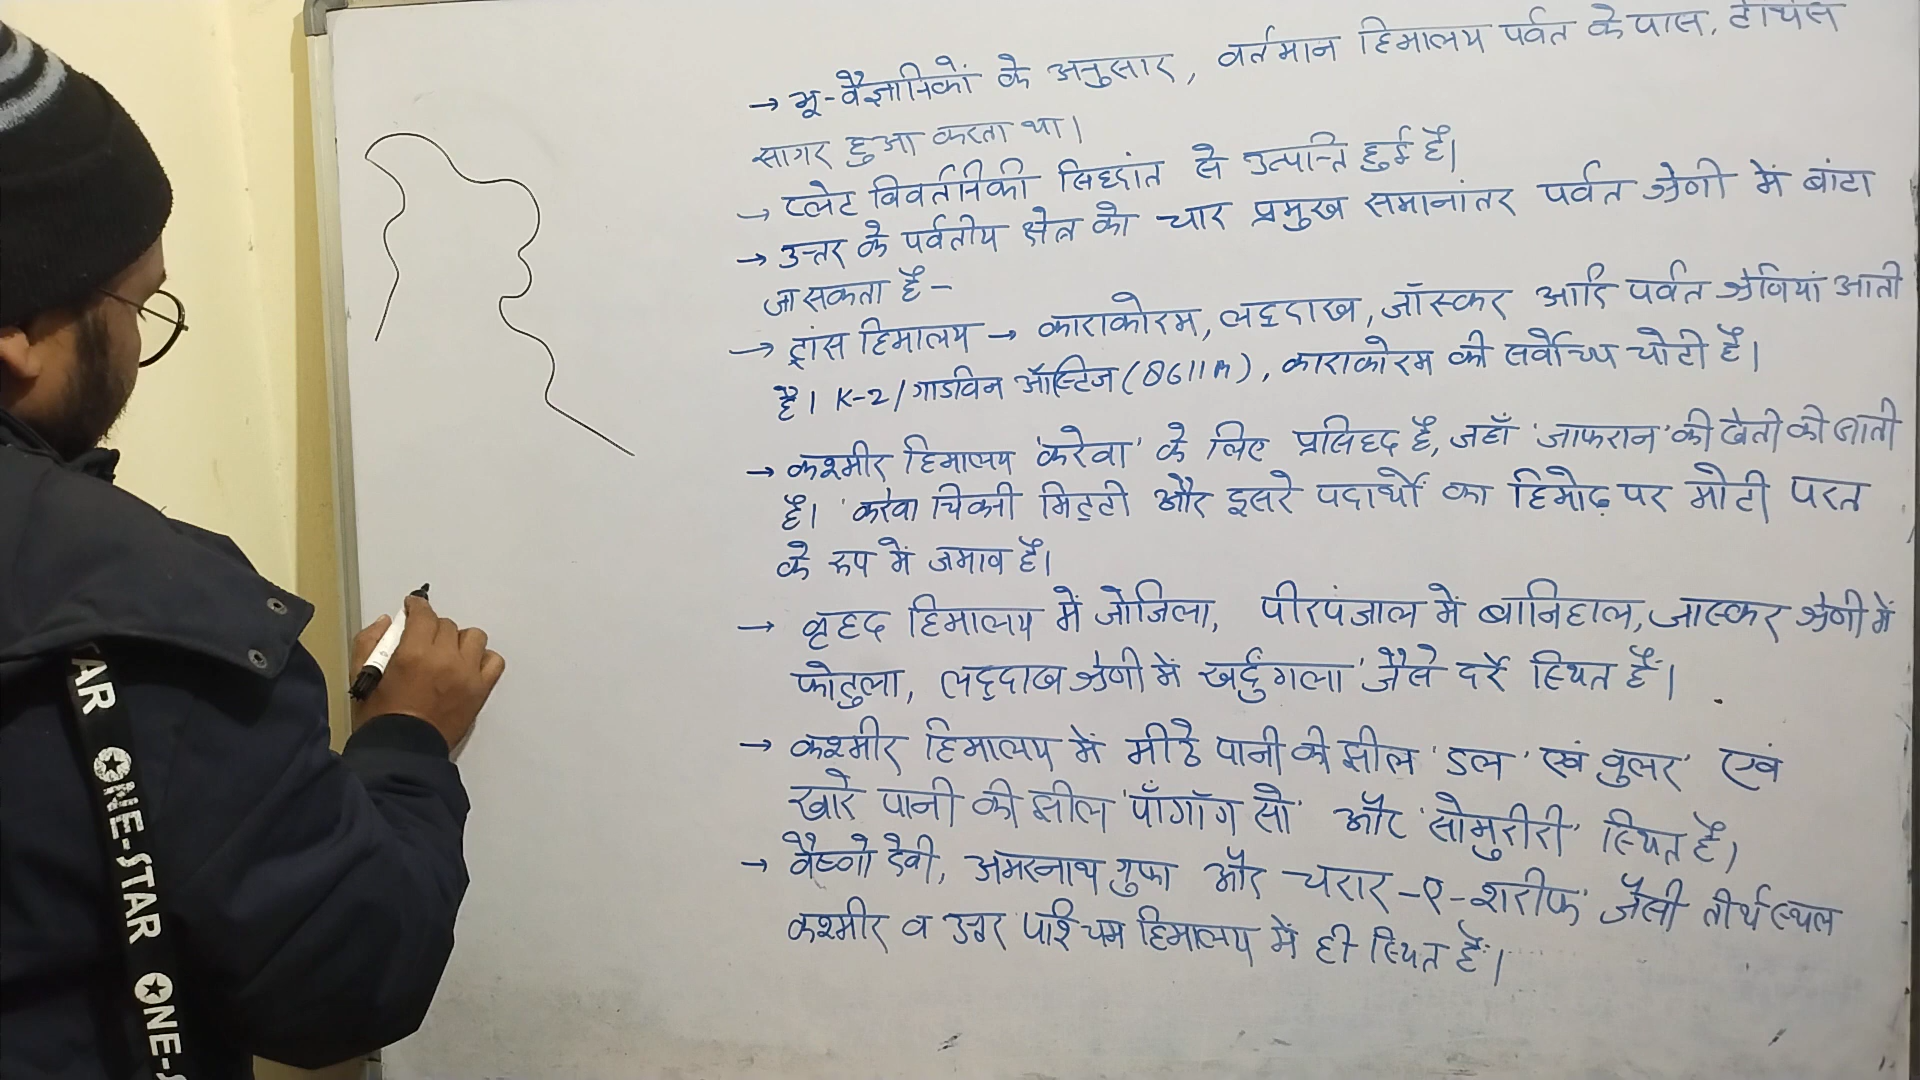 → भू-वैज्ञानिकों के अनुसार, वर्तमान हिमालय पर्वत के पास, टेथिस
सागर हुआ करता था।
→ प्लेट विवर्तनिकी सिध्दांत से उत्पत्ति हुई है।
→ उत्तर के पर्वतीय क्षेत्र को चार प्रमुख समानांतर पर्वत श्रेणी में बांटा
जा सकता है-
→ ट्रांस हिमालय → काराकोरम, लद्दाख, जॉस्कर आदि पर्वत श्रेणियां आती
है। K-2/गाडविन ऑस्टिन (8611m), काराकोरम की सर्वोच्च चोटी है।
→ कश्मीर हिमालय 'करेवा' के लिए प्रसिध्द है, जहाँ 'जाफरान' की खेती की जाती
है। 'करेवा चिकनी मिट्टी और दूसरे पदार्थों का हिमोढ़ पर मोटी परत
के रुप में जमाव है।
→ वृहद हिमालय में जोजिला, पीरपंजाल में बानिहाल, जास्कर श्रेणी में
फोटुला, लद्दाख श्रेणी में खर्दुंगला' जैसे दर्रे स्थित हैं।
→ कश्मीर हिमालय में मीठे पानी की झील 'डल' एवं वुलर' एवं
खारे पानी की झील 'पाँगॉग सो' और 'सोमुरीरी' स्थित है।
→ वैष्णो देवी, अमरनाथ गुफा और चरार-ए-शरीफ' जैसी तीर्थ स्थल
कश्मीर व उत्तर पश्चिम हिमालय में ही स्थित हैं।
TAR ONE-STAR ONE-S